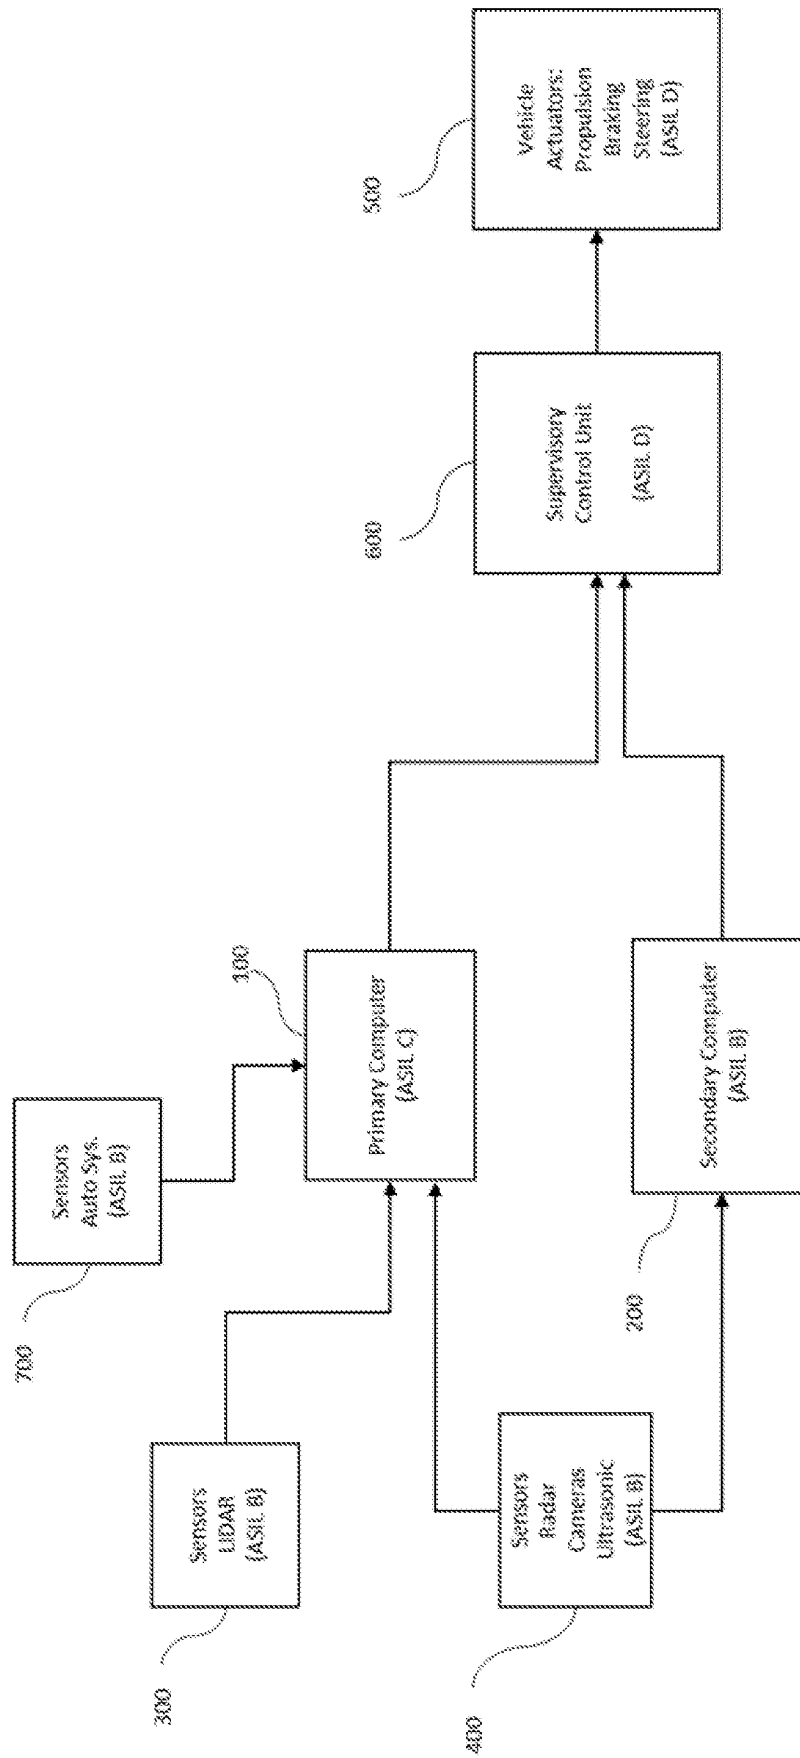 700
Sensors
Auto Sys.
(ASIL B)
300
Sensors
LIDAR
(ASIL B)
400
Sensors
Radar
Cameras
Ultrasonic
(ASIL B)
100
Primary Computer
(ASIL C)
200
Secondary Computer
(ASIL B)
600
Supervisory
Control Unit
(ASIL D)
500
Vehicle
Actuators:
Propulsion
Braking
Steering
(ASIL D)